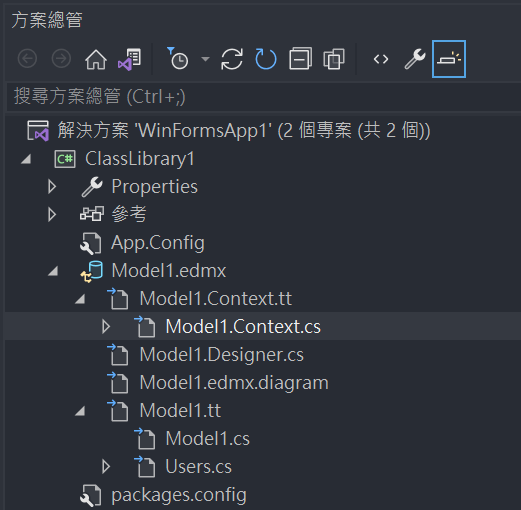 方案總管
搜尋方案總管 (Ctrl+;)
解決方案 'WinFormsApp1' (2 個專案 (共 2 個))
C# ClassLibrary1
Properties
參考
App.Config
Model1.edmx
Model1.Context.tt
Model1.Context.cs
Model1.Designer.cs
Model1.edmx.diagram
Model1.tt
Model1.cs
Users.cs
packages.config